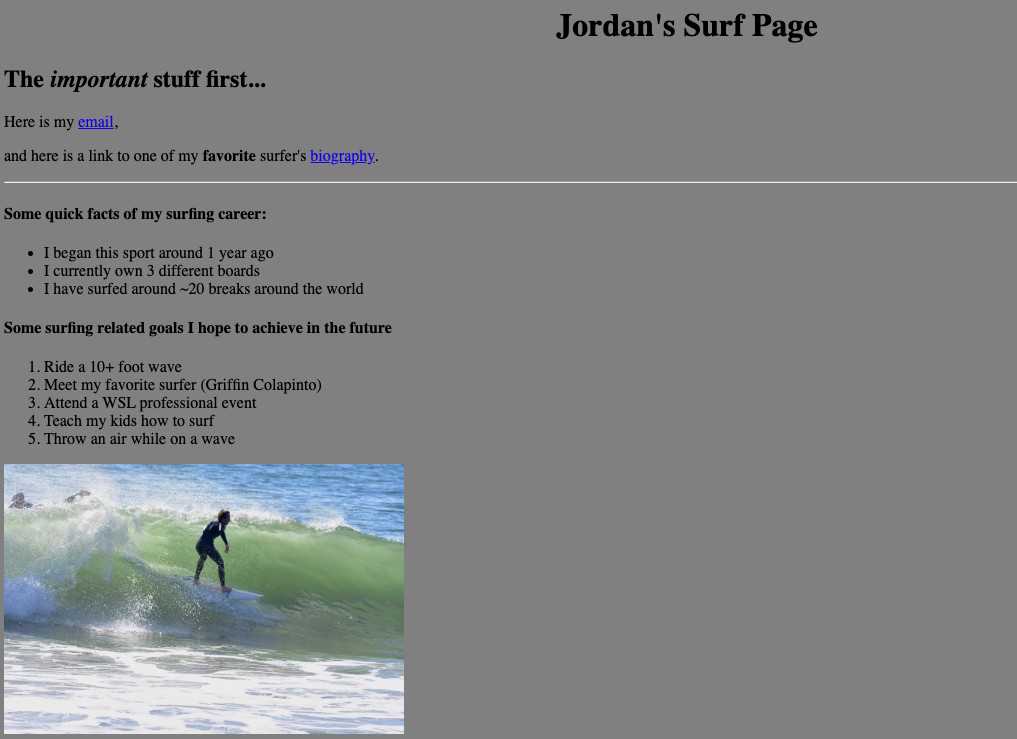 Jordan's Surf Page
The important stuff first...
Here is my email,
and here is a link to one of my favorite surfer's biography.
Some quick facts of my surfing career:
• I began this sport around 1 year ago
• I currently own 3 different boards
• I have surfed around ~20 breaks around the world
Some surfing related goals I hope to achieve in the future
1. Ride a 10+ foot wave
2. Meet my favorite surfer (Griffin Colapinto)
3. Attend a WSL professional event
4. Teach my kids how to surf
5. Throw an air while on a wave